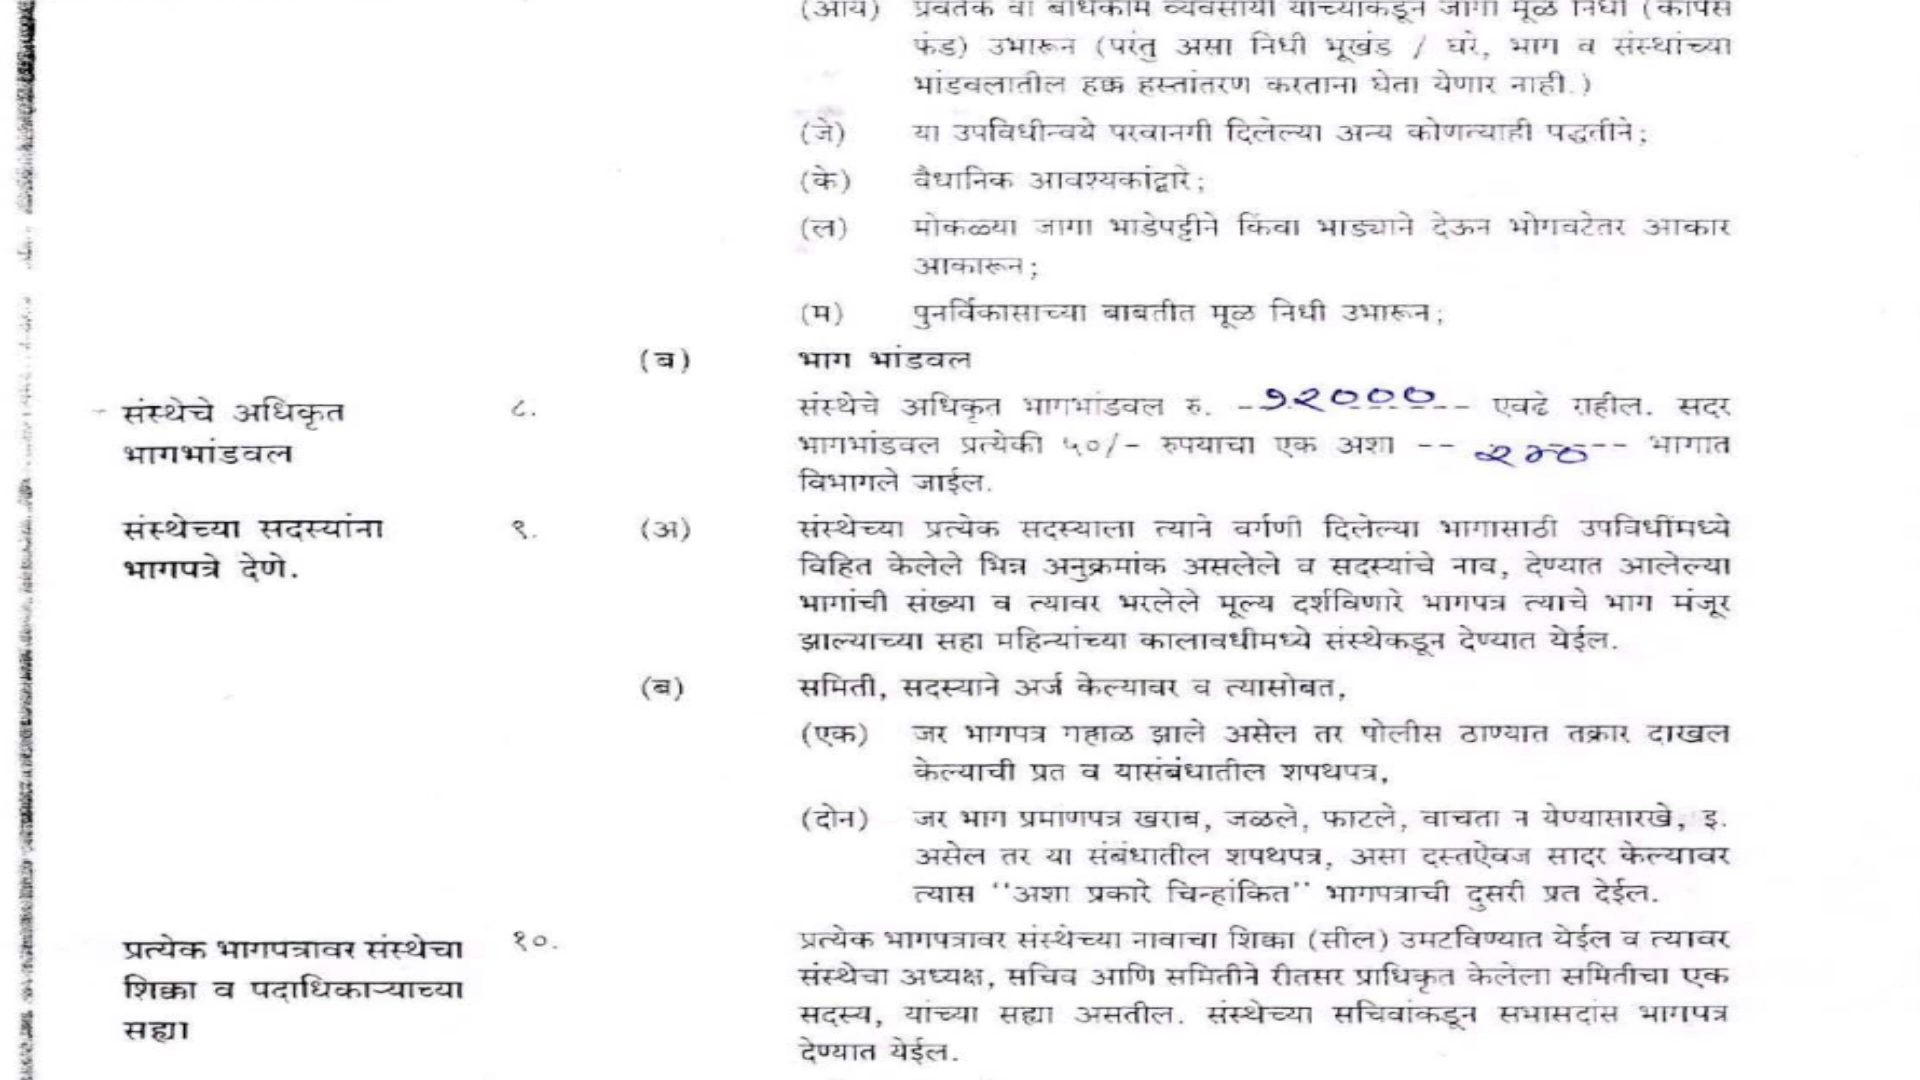 (आय) प्रवर्तक वा बांधकाम व्यवसायी यांच्याकडून जागा मूळ निधी (कॉर्पस
फंड) उभारून (परंतु असा निधी भूखंड / घरे, भाग व संस्थांच्या
भांडवलातील हक्क हस्तांतरण करताना घेता येणार नाही.)
(जे) या उपविधीन्वये परवानगी दिलेल्या अन्य कोणत्याही पद्धतीने;
(के) वैधानिक आवश्यकांद्वारे;
(ल) मोकळ्या जागा भाडेपट्टीने किंवा भाड्याने देऊन भोगवटेतर आकार
आकारून;
(म) पुनर्विकासाच्या बाबतीत मूळ निधी उभारून;
(ब) भाग भांडवल
संस्थेचे अधिकृत
भागभांडवल
८. संस्थेचे अधिकृत भागभांडवल रु. १२००० एवढे राहील. सदर
भागभांडवल प्रत्येकी ५०/- रुपयाचा एक अशा -- २४० -- भागात
विभागले जाईल.
संस्थेच्या सदस्यांना
भागपत्रे देणे.
९. (अ) संस्थेच्या प्रत्येक सदस्याला त्याने वर्गणी दिलेल्या भागासाठी उपविधींमध्ये
विहित केलेले भिन्न अनुक्रमांक असलेले व सदस्यांचे नाव, देण्यात आलेल्या
भागांची संख्या व त्यावर भरलेले मूल्य दर्शविणारे भागपत्र त्याचे भाग मंजूर
झाल्याच्या सहा महिन्यांच्या कालावधीमध्ये संस्थेकडून देण्यात येईल.
(ब) समिती, सदस्याने अर्ज केल्यावर व त्यासोबत,
(एक) जर भागपत्र गहाळ झाले असेल तर पोलीस ठाण्यात तक्रार दाखल
केल्याची प्रत व यासंबंधातील शपथपत्र,
(दोन) जर भाग प्रमाणपत्र खराब, जळले, फाटले, वाचता न येण्यासारखे, इ.
असेल तर या संबंधातील शपथपत्र, असा दस्तऐवज सादर केल्यावर
त्यास ''अशा प्रकारे चिन्हांकित'' भागपत्राची दुसरी प्रत देईल.
प्रत्येक भागपत्रावर संस्थेचा
शिक्का व पदाधिकाऱ्याच्या
सह्या
१०. प्रत्येक भागपत्रावर संस्थेच्या नावाचा शिक्का (सील) उमटविण्यात येईल व त्यावर
संस्थेचा अध्यक्ष, सचिव आणि समितीने रीतसर प्राधिकृत केलेला समितीचा एक
सदस्य, यांच्या सह्या असतील. संस्थेच्या सचिवांकडून सभासदांस भागपत्र
देण्यात येईल.